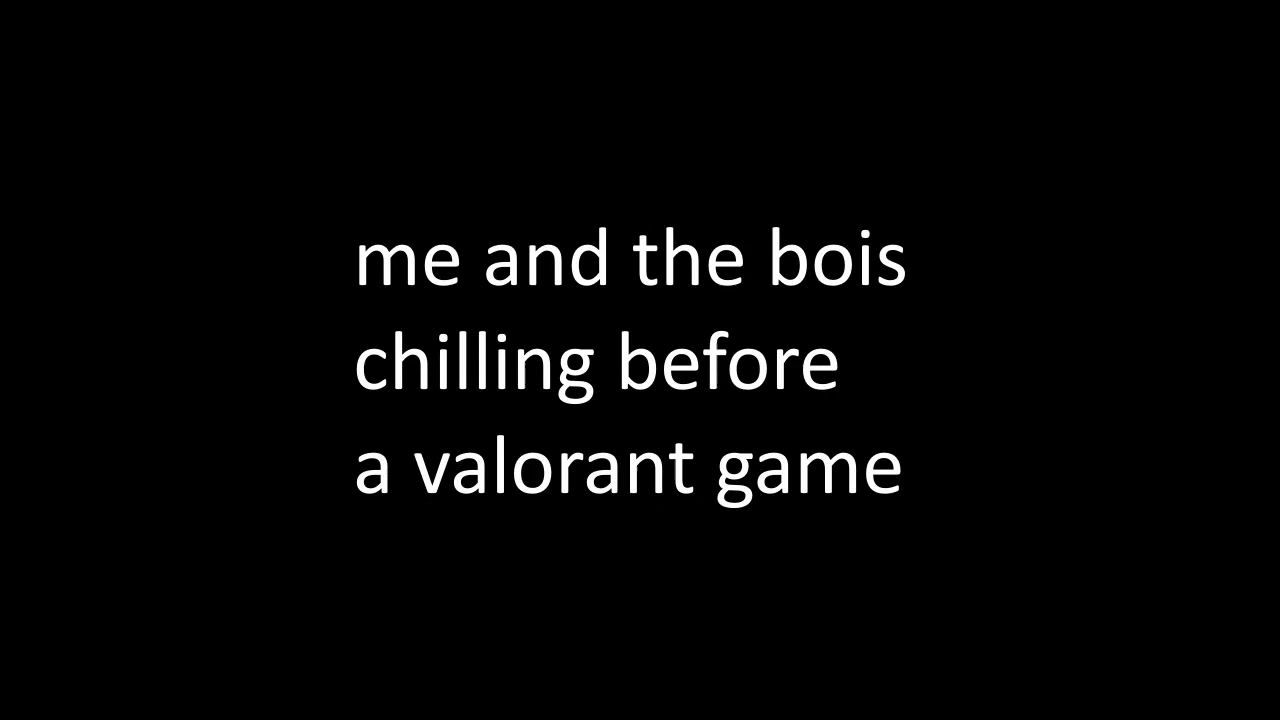 me and the bois
chilling before
a valorant game